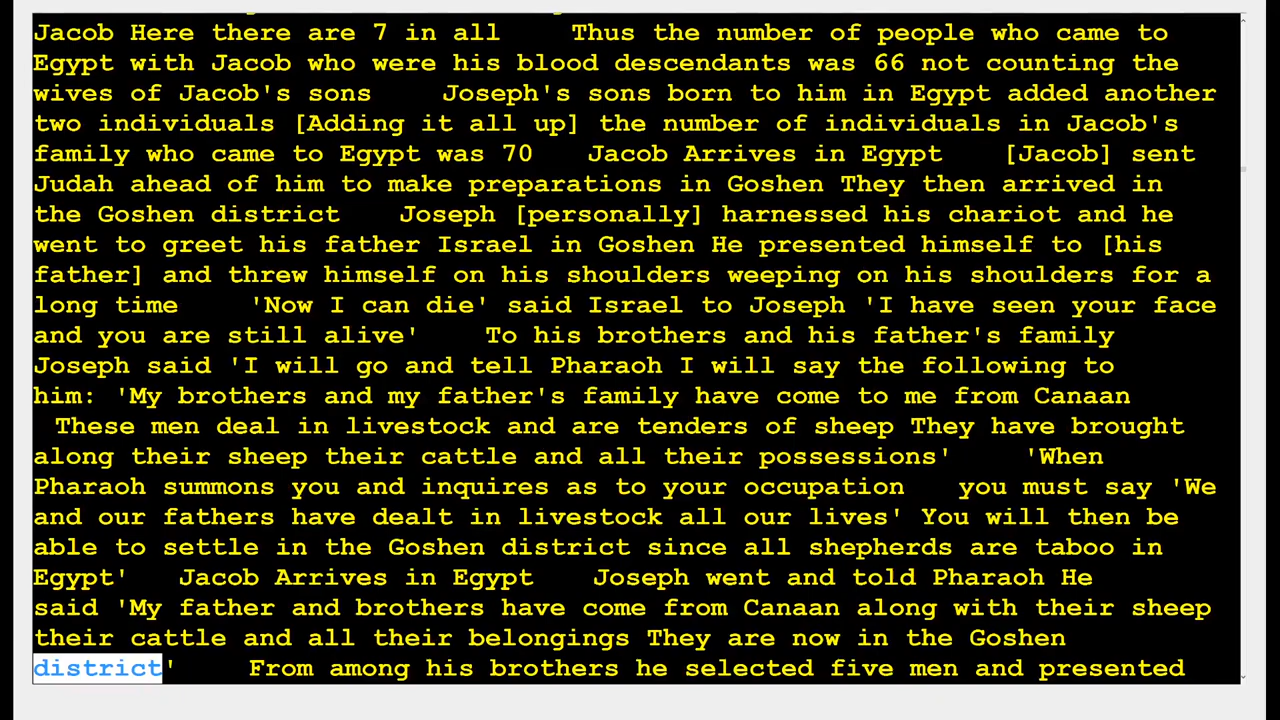 Jacob Here there are 7 in all Thus the number of people who came to
Egypt with Jacob who were his blood descendants was 66 not counting the
wives of Jacob's sons Joseph's sons born to him in Egypt added another
two individuals [Adding it all up] the number of individuals in Jacob's
family who came to Egypt was 70 Jacob Arrives in Egypt [Jacob] sent
Judah ahead of him to make preparations in Goshen They then arrived in
the Goshen district Joseph [personally] harnessed his chariot and he
went to greet his father Israel in Goshen He presented himself to [his
father] and threw himself on his shoulders weeping on his shoulders for a
long time 'Now I can die' said Israel to Joseph 'I have seen your face
and you are still alive' To his brothers and his father's family
Joseph said 'I will go and tell Pharaoh I will say the following to
him: 'My brothers and my father's family have come to me from Canaan
These men deal in livestock and are tenders of sheep They have brought
along their sheep their cattle and all their possessions' 'When
Pharaoh summons you and inquires as to your occupation you must say 'We
and our fathers have dealt in livestock all our lives' You will then be
able to settle in the Goshen district since all shepherds are taboo in
Egypt' Jacob Arrives in Egypt Joseph went and told Pharaoh He
said 'My father and brothers have come from Canaan along with their sheep
their cattle and all their belongings They are now in the Goshen
district' From among his brothers he selected five men and presented